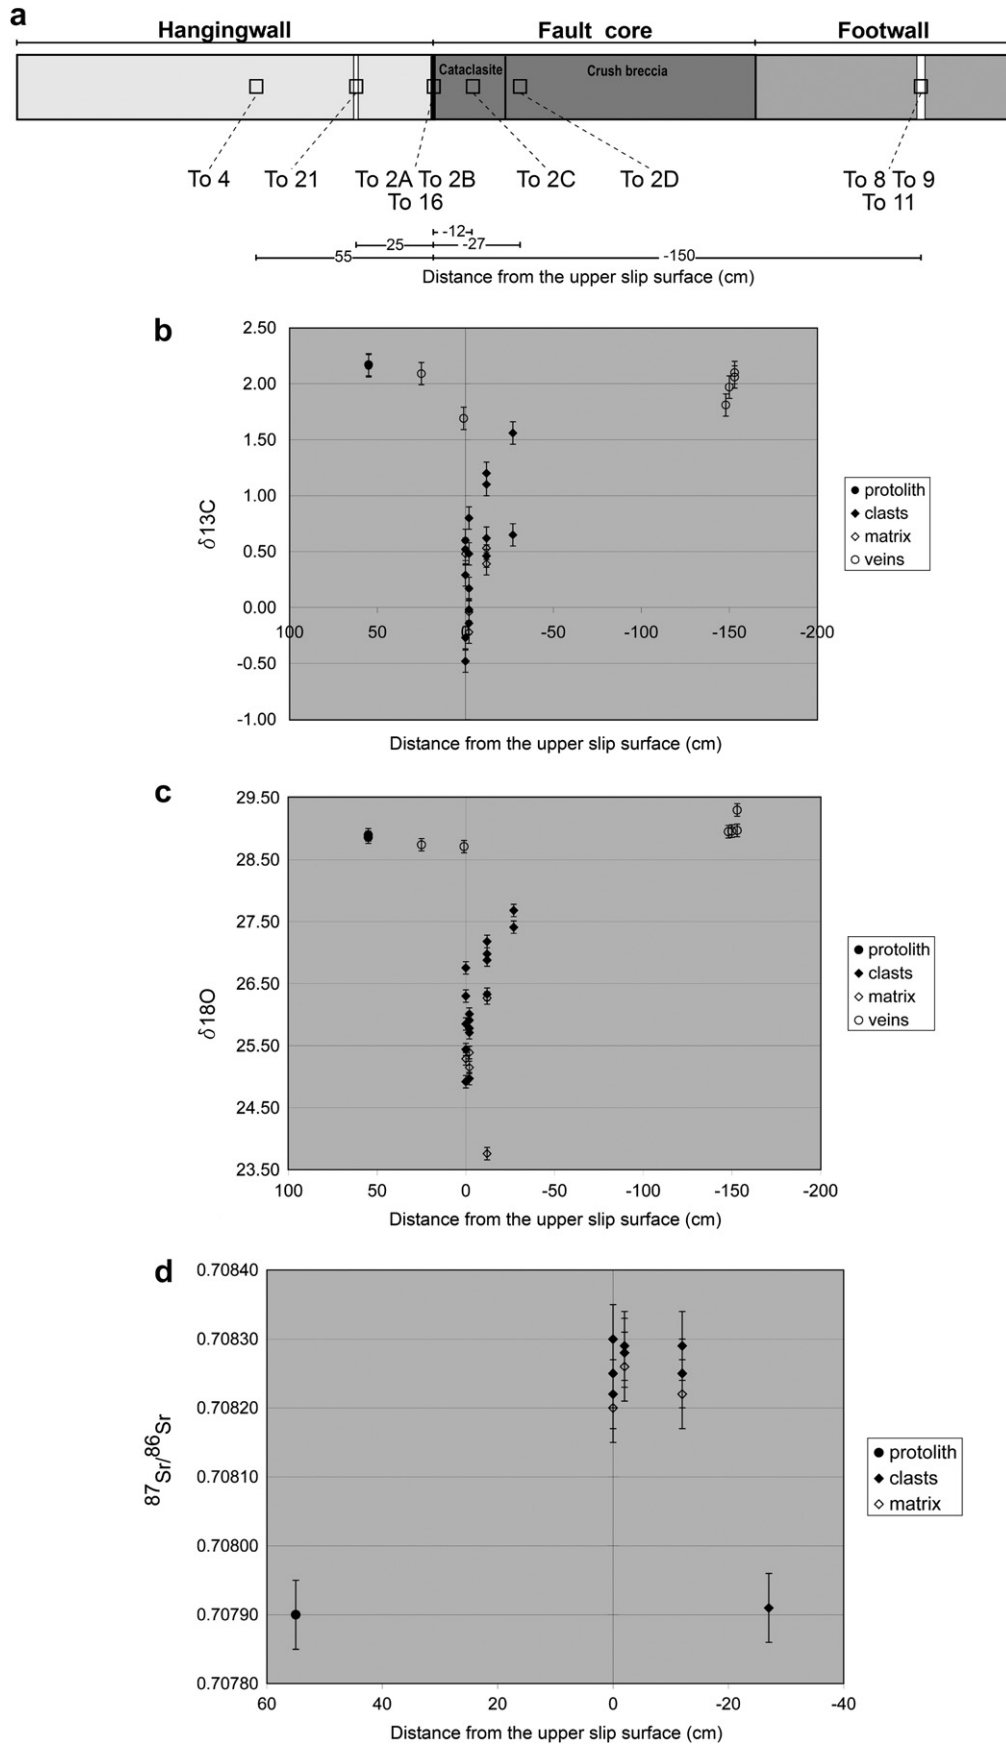 a
Hangingwall Fault core Footwall
Cataclasite Crush breccia
To 4 To 21 To 2A To 2B To 2C To 2D To 8 To 9
To 16 To 11
-12
25 -27
55 -150
Distance from the upper slip surface (cm)
b
2.50
2.00
1.50
1.00
0.50
0.00
-0.50
-1.00
δ13C
100 50 0 -50 -100 -150 -200
Distance from the upper slip surface (cm)
protolith
clasts
matrix
veins
c
29.50
28.50
27.50
26.50
25.50
24.50
23.50
δ18O
100 50 0 -50 -100 -150 -200
Distance from the upper slip surface (cm)
protolith
clasts
matrix
veins
d
0.70840
0.70830
0.70820
0.70810
0.70800
0.70790
0.70780
87Sr/86Sr
60 40 20 0 -20 -40
Distance from the upper slip surface (cm)
protolith
clasts
matrix